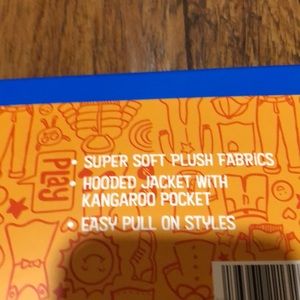 • SUPER SOFT PLUSH FABRICS
• HOODED JACKET WITH
KANGAROO POCKET
• EASY PULL ON STYLES
Play